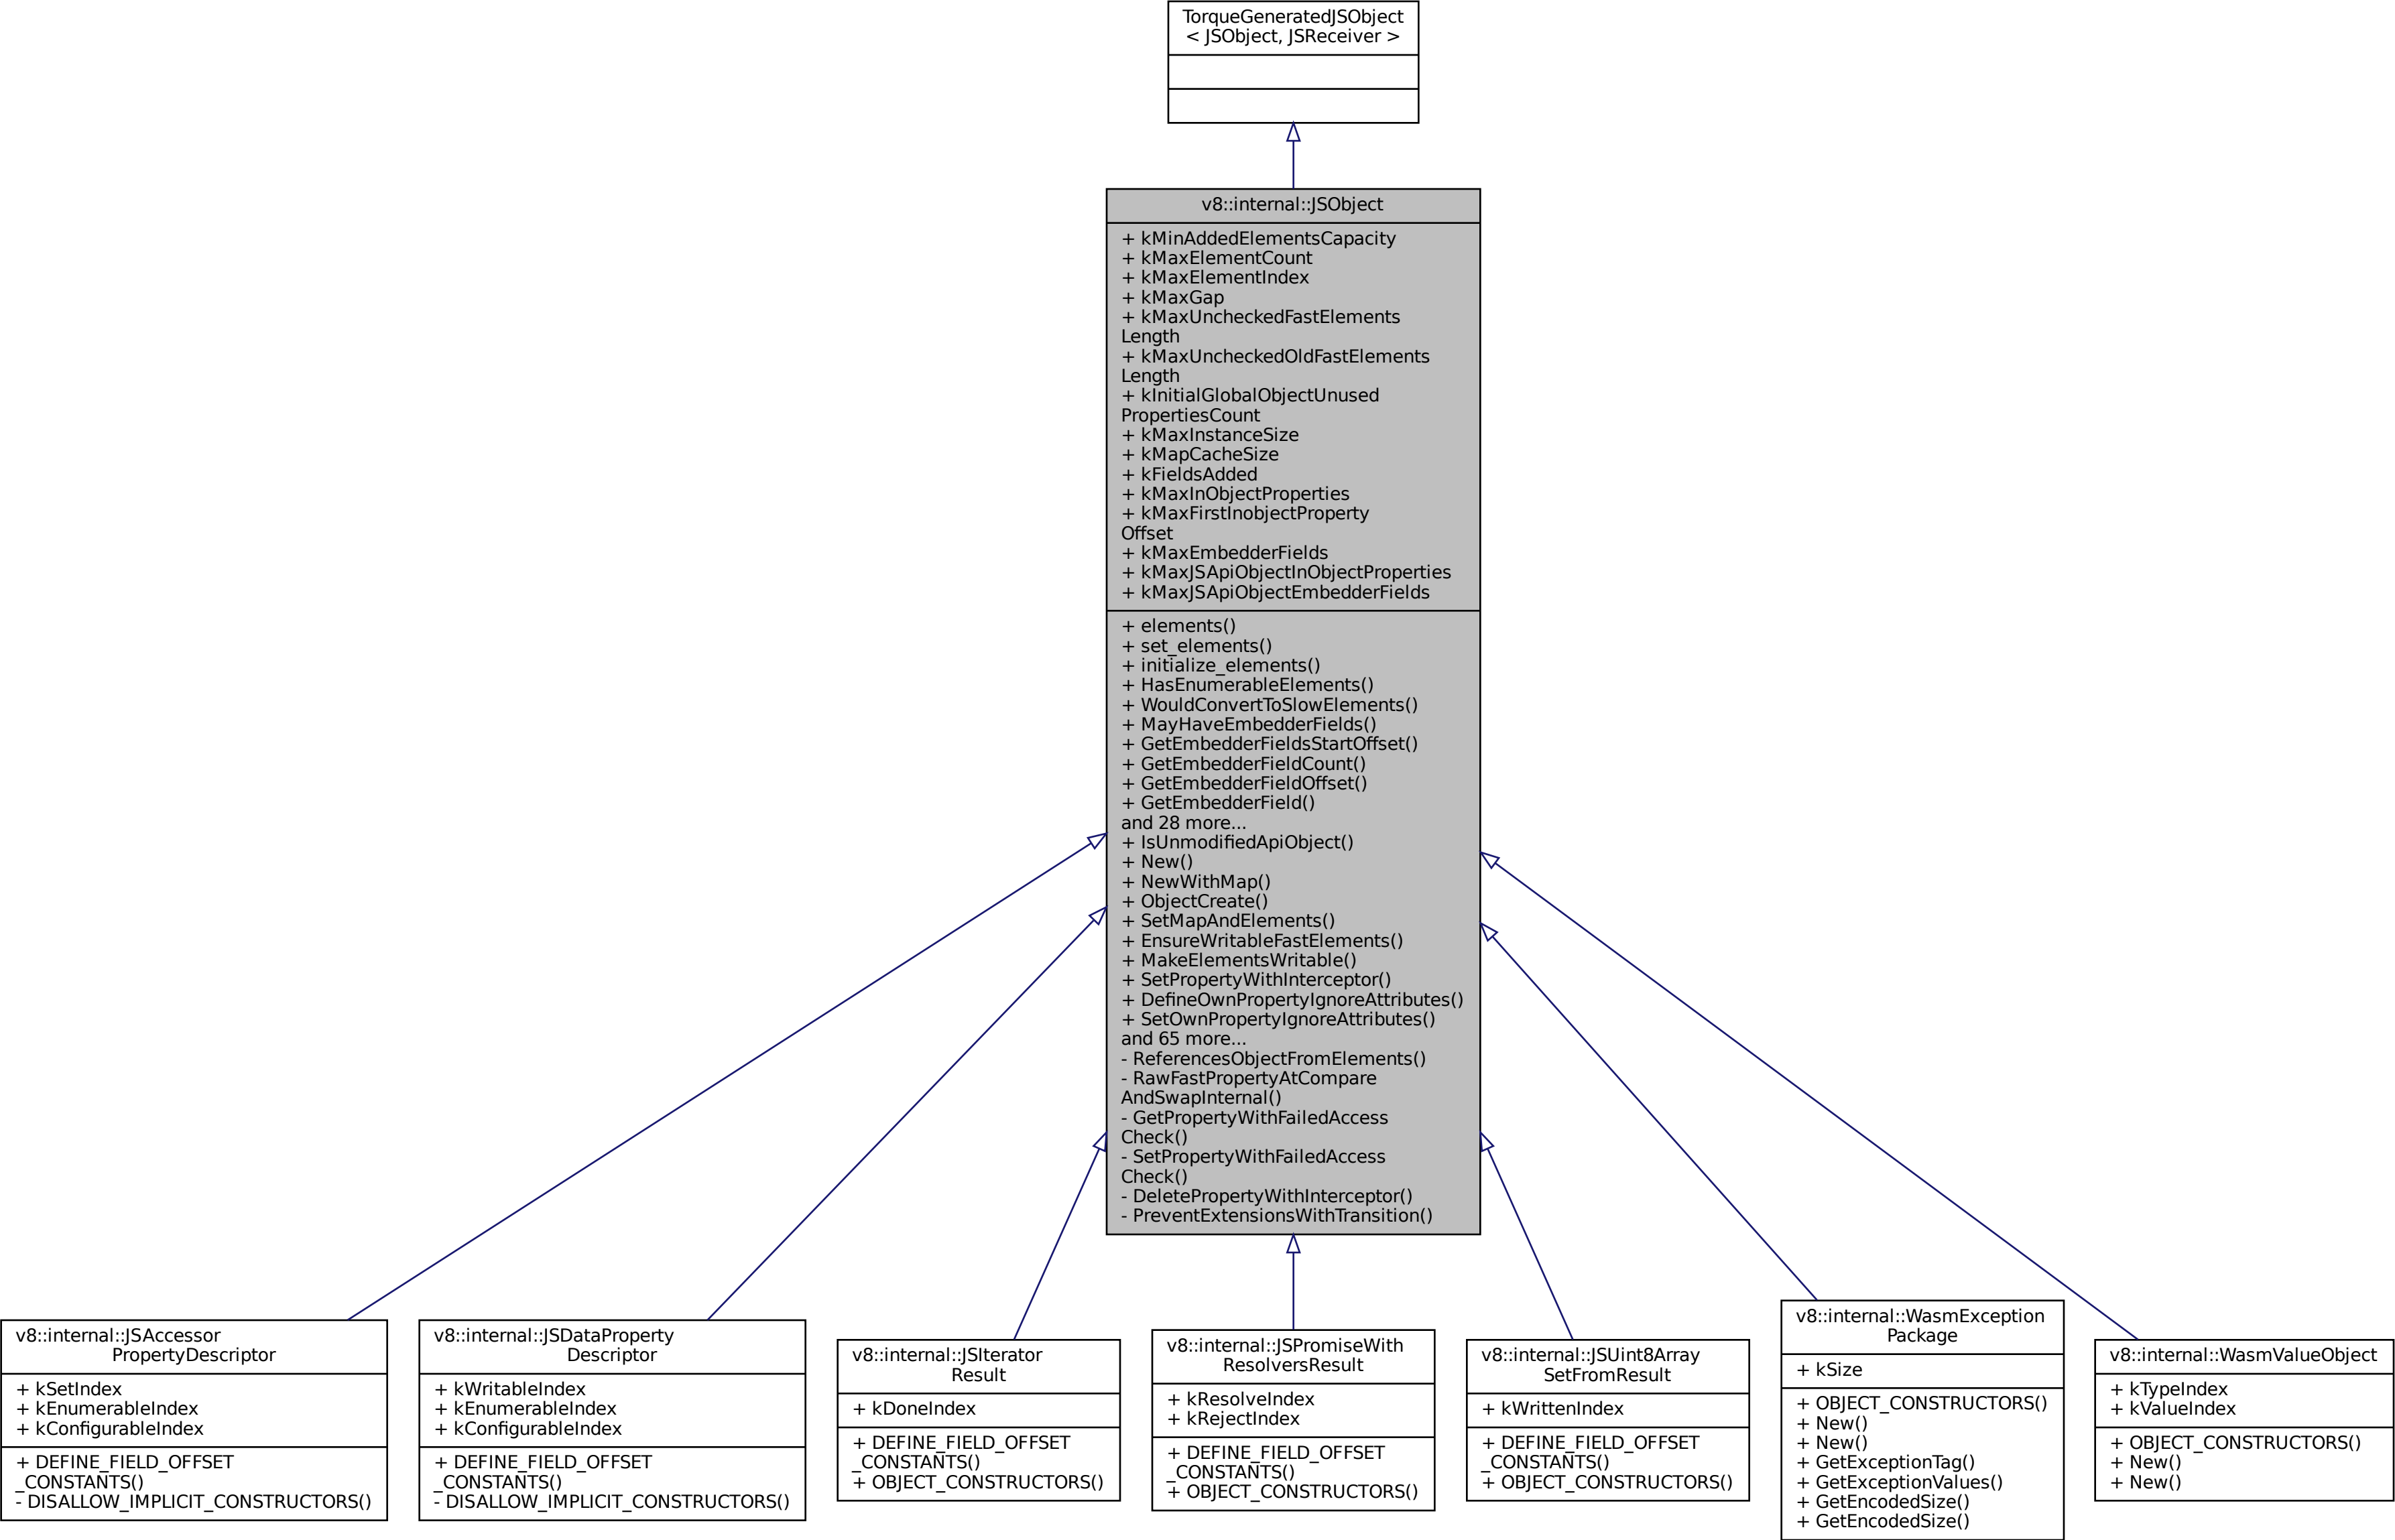 TorqueGeneratedJSObject
< JSObject, JSReceiver >
v8::internal::JSObject
+ kMinAddedElementsCapacity
+ kMaxElementCount
+ kMaxElementIndex
+ kMaxGap
+ kMaxUncheckedFastElements
Length
+ kMaxUncheckedOldFastElements
Length
+ kInitialGlobalObjectUnused
PropertiesCount
+ kMaxInstanceSize
+ kMapCacheSize
+ kFieldsAdded
+ kMaxInObjectProperties
+ kMaxFirstInobjectProperty
Offset
+ kMaxEmbedderFields
+ kMaxJSApiObjectInObjectProperties
+ kMaxJSApiObjectEmbedderFields
+ elements()
+ set_elements()
+ initialize_elements()
+ HasEnumerableElements()
+ WouldConvertToSlowElements()
+ MayHaveEmbedderFields()
+ GetEmbedderFieldsStartOffset()
+ GetEmbedderFieldCount()
+ GetEmbedderFieldOffset()
+ GetEmbedderField()
and 28 more...
+ IsUnmodifiedApiObject()
+ New()
+ NewWithMap()
+ ObjectCreate()
+ SetMapAndElements()
+ EnsureWritableFastElements()
+ MakeElementsWritable()
+ SetPropertyWithInterceptor()
+ DefineOwnPropertyIgnoreAttributes()
+ SetOwnPropertyIgnoreAttributes()
and 65 more...
- ReferencesObjectFromElements()
- RawFastPropertyAtCompare
AndSwapInternal()
- GetPropertyWithFailedAccess
Check()
- SetPropertyWithFailedAccess
Check()
- DeletePropertyWithInterceptor()
- PreventExtensionsWithTransition()
v8::internal::JSAccessor
PropertyDescriptor
+ kSetIndex
+ kEnumerableIndex
+ kConfigurableIndex
+ DEFINE_FIELD_OFFSET
_CONSTANTS()
- DISALLOW_IMPLICIT_CONSTRUCTORS()
v8::internal::JSDataProperty
Descriptor
+ kWritableIndex
+ kEnumerableIndex
+ kConfigurableIndex
+ DEFINE_FIELD_OFFSET
_CONSTANTS()
- DISALLOW_IMPLICIT_CONSTRUCTORS()
v8::internal::JSIterator
Result
+ kDoneIndex
+ DEFINE_FIELD_OFFSET
_CONSTANTS()
+ OBJECT_CONSTRUCTORS()
v8::internal::JSPromiseWith
ResolversResult
+ kResolveIndex
+ kRejectIndex
+ DEFINE_FIELD_OFFSET
_CONSTANTS()
+ OBJECT_CONSTRUCTORS()
v8::internal::JSUint8Array
SetFromResult
+ kWrittenIndex
+ DEFINE_FIELD_OFFSET
_CONSTANTS()
+ OBJECT_CONSTRUCTORS()
v8::internal::WasmException
Package
+ kSize
+ OBJECT_CONSTRUCTORS()
+ New()
+ New()
+ GetExceptionTag()
+ GetExceptionValues()
+ GetEncodedSize()
+ GetEncodedSize()
v8::internal::WasmValueObject
+ kTypeIndex
+ kValueIndex
+ OBJECT_CONSTRUCTORS()
+ New()
+ New()